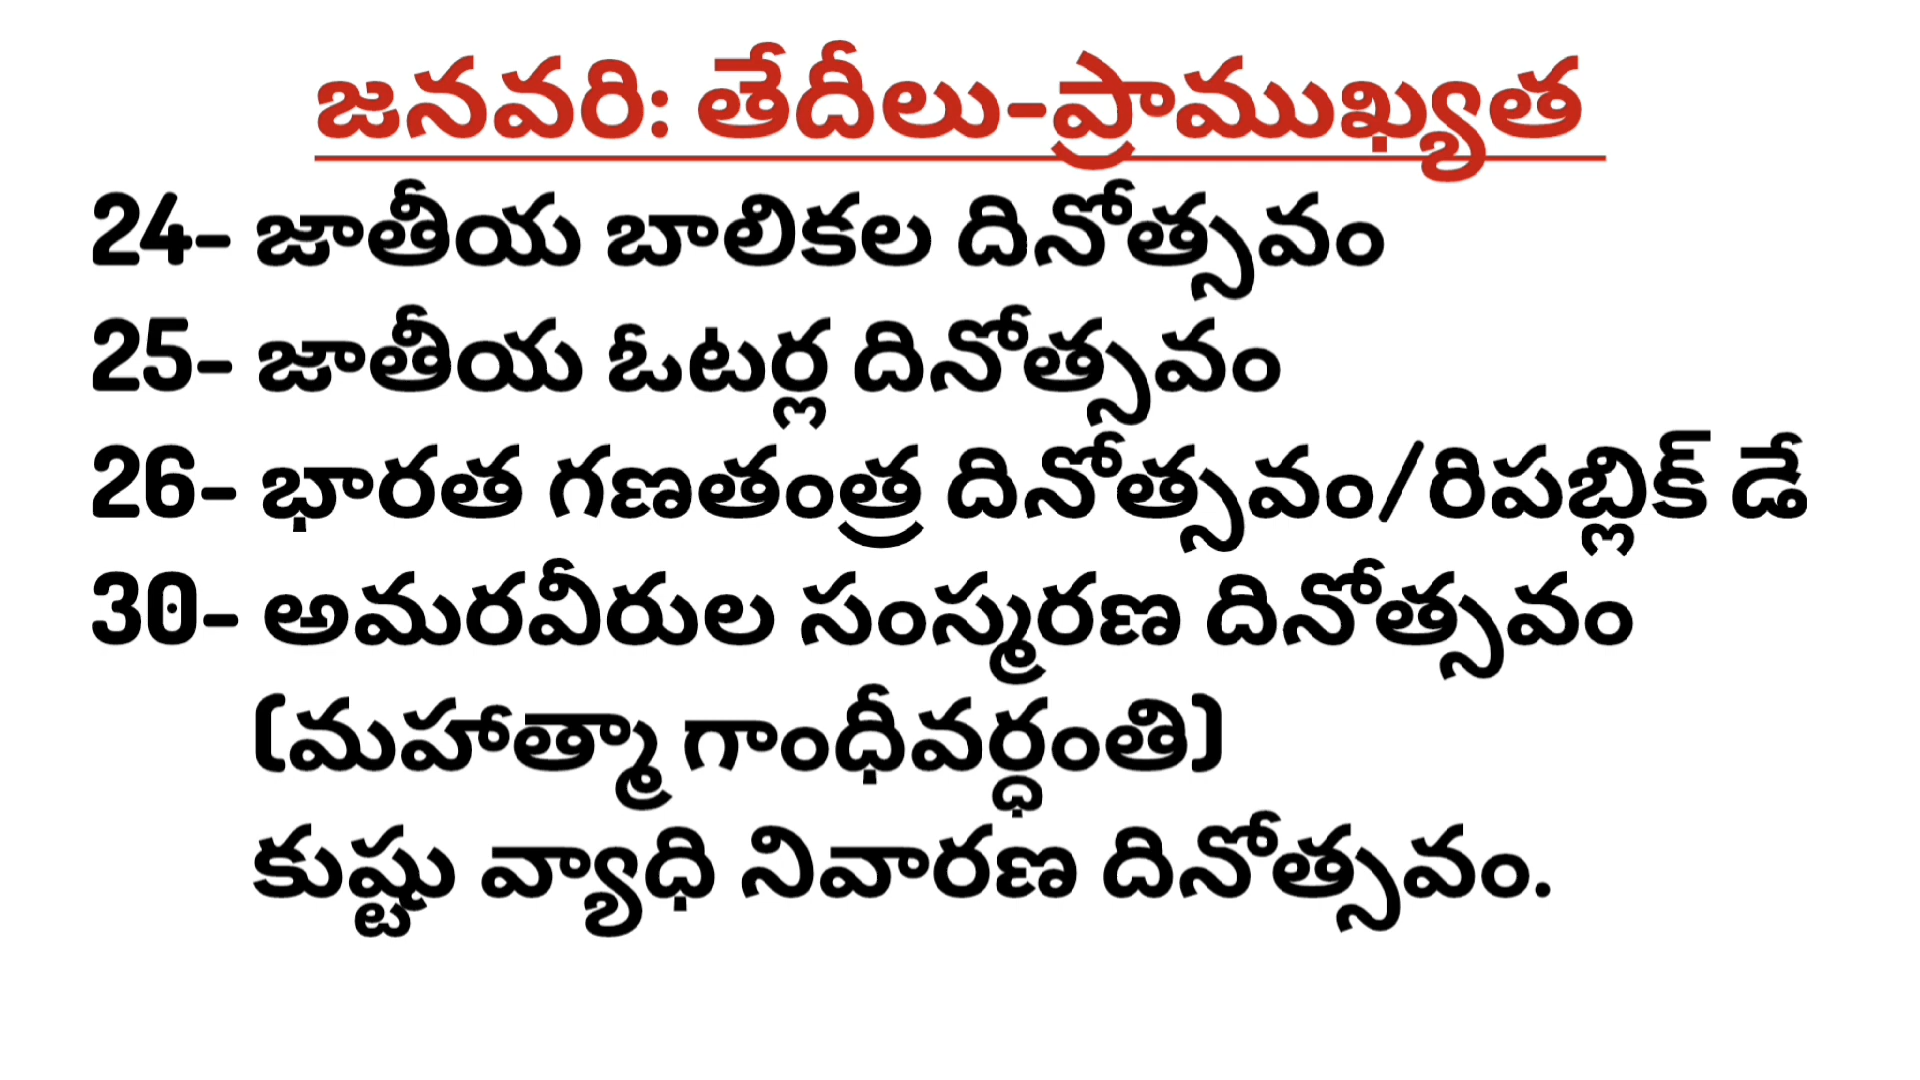 జనవరి: తేదీలు-ప్రాముఖ్యత
24- జాతీయ బాలికల దినోత్సవం
25- జాతీయ ఓటర్ల దినోత్సవం
26- భారత గణతంత్ర దినోత్సవం/రిపబ్లిక్ డే
30- అమరవీరుల సంస్మరణ దినోత్సవం
(మహాత్మా గాంధీవర్ధంతి)
కుష్టు వ్యాధి నివారణ దినోత్సవం.